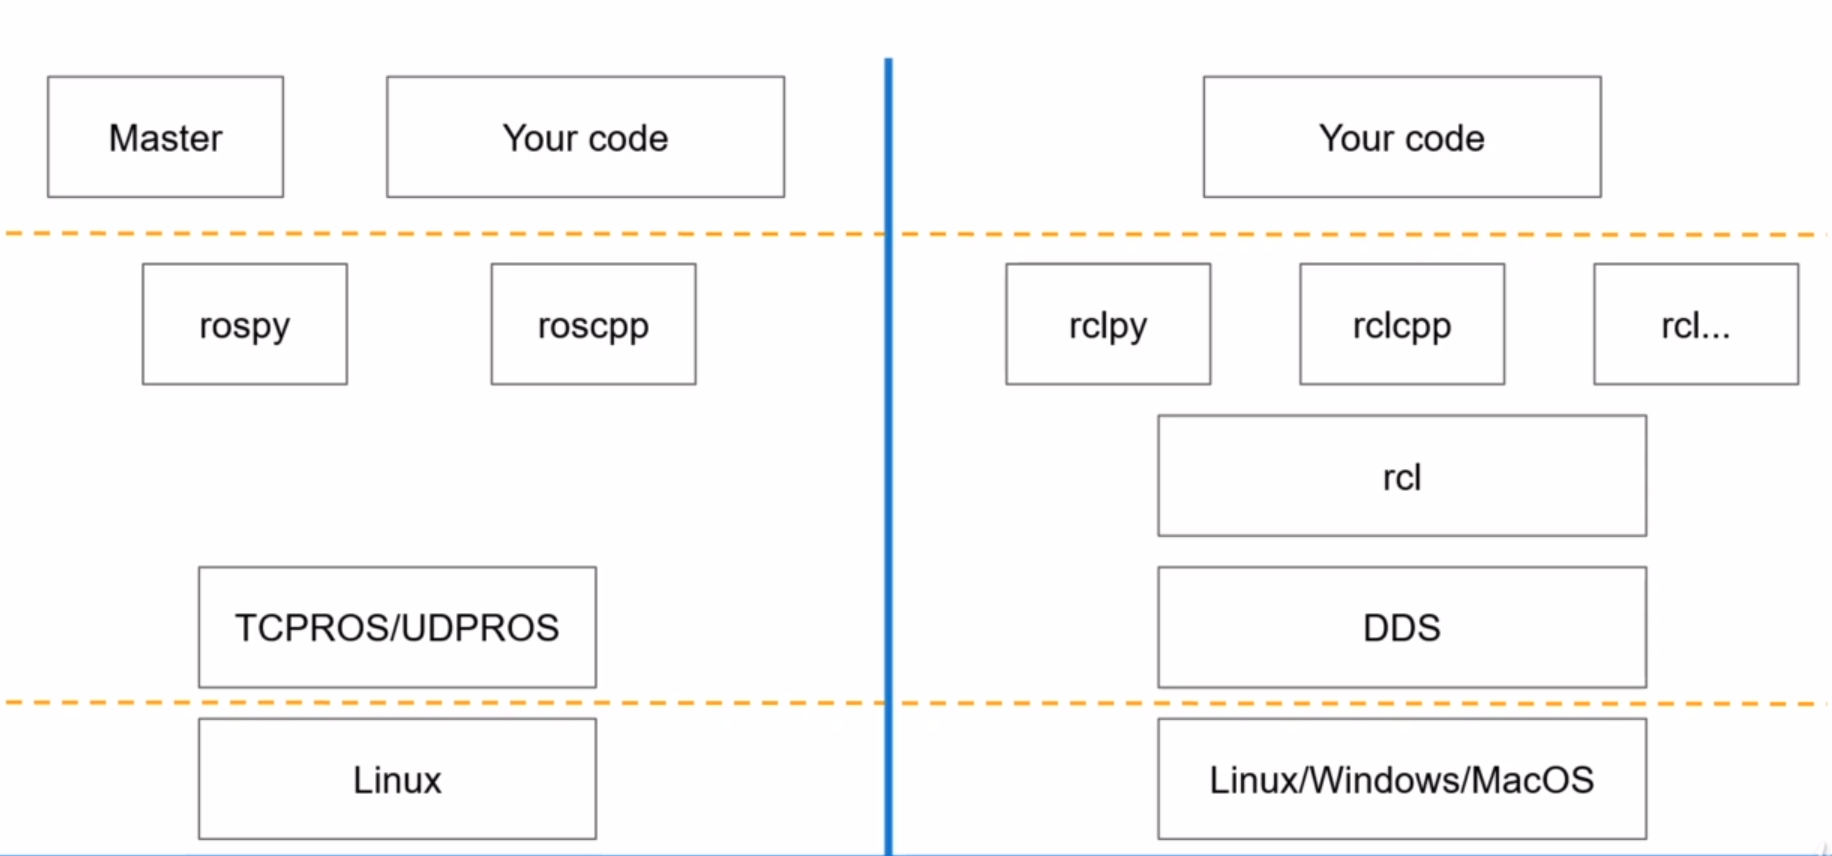 Master
Your code
Your code
rospy
roscpp
rclpy
rclcpp
rcl...
rcl
TCPROS/UDPROS
DDS
Linux
Linux/Windows/MacOS